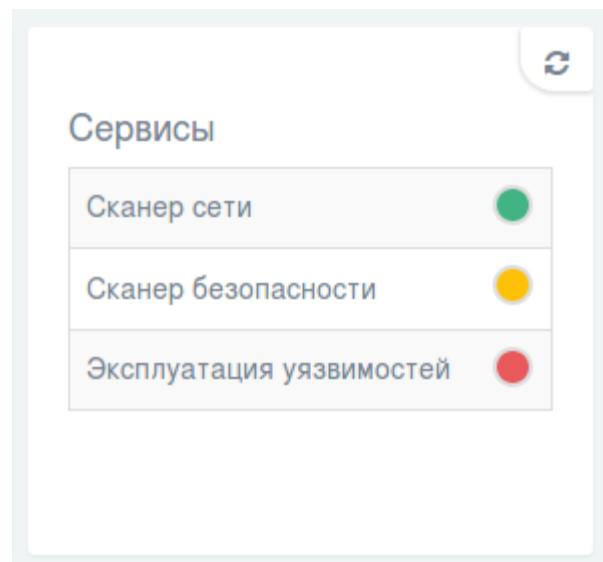 Сервисы
Сканер сети
Сканер безопасности
Эксплуатация уязвимостей